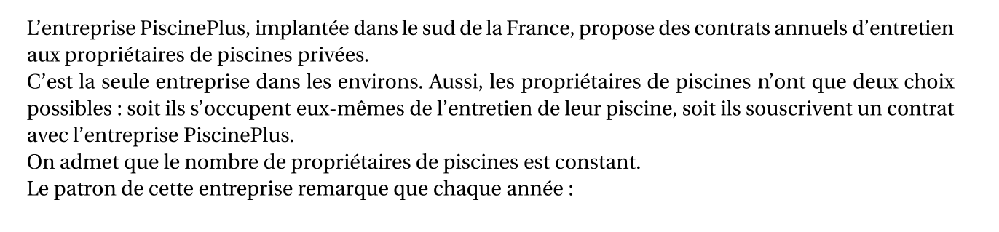 L’entreprise PiscinePlus, implantée dans le sud de la France, propose des contrats annuels d’entretien
aux propriétaires de piscines privées.
C’est la seule entreprise dans les environs. Aussi, les propriétaires de piscines n’ont que deux choix
possibles : soit ils s’occupent eux-mêmes de l’entretien de leur piscine, soit ils souscrivent un contrat
avec l’entreprise PiscinePlus.
On admet que le nombre de propriétaires de piscines est constant.
Le patron de cette entreprise remarque que chaque année :